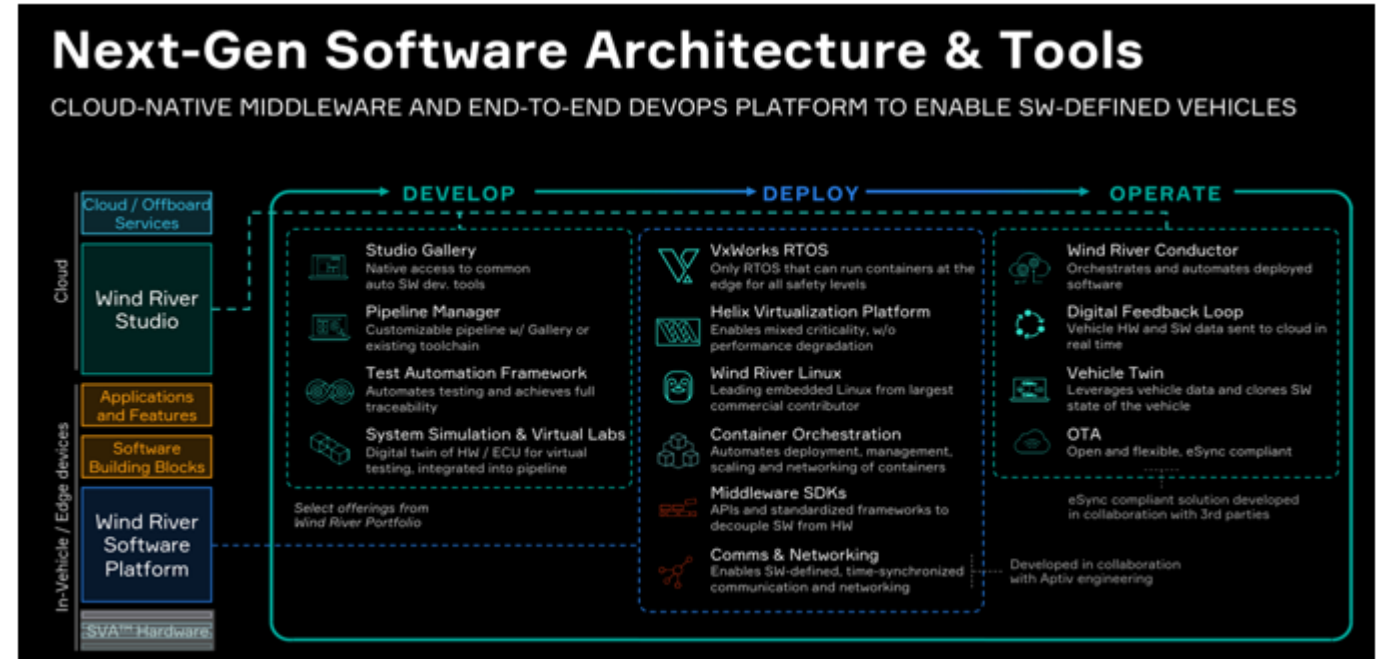 Next-Gen Software Architecture & Tools
CLOUD-NATIVE MIDDLEWARE AND END-TO-END DEVOPS PLATFORM TO ENABLE SW-DEFINED VEHICLES
Cloud
Cloud / Offboard
Services
Wind River
Studio
In-Vehicle / Edge devices
Applications
and Features
Software
Building Blocks
Wind River
Software
Platform
SVA™ Hardware
DEVELOP
Studio Gallery
Native access to common
auto SW dev. tools
Pipeline Manager
Customizable pipeline w/ Gallery or
existing toolchain
Test Automation Framework
Automates testing and achieves full
traceability
System Simulation & Virtual Labs
Digital twin of HW / ECU for virtual
testing, integrated into pipeline
Select offerings from
Wind River Portfolio
DEPLOY
VxWorks RTOS
Only RTOS that can run containers at the
edge for all safety levels
Helix Virtualization Platform
Enables mixed criticality, w/o
performance degradation
Wind River Linux
Leading embedded Linux from largest
commercial contributor
Container Orchestration
Automates deployment, management,
scaling and networking of containers
Middleware SDKs
APIs and standardized frameworks to
decouple SW from HW
Comms & Networking
Enables SW-defined, time-synchronized
communication and networking
OPERATE
Wind River Conductor
Orchestrates and automates deployed
software
Digital Feedback Loop
Vehicle HW and SW data sent to cloud in
real time
Vehicle Twin
Leverages vehicle data and clones SW
state of the vehicle
OTA
Open and flexible, eSync compliant
eSync compliant solution developed
in collaboration with 3rd parties
Developed in collaboration
with Aptiv engineering